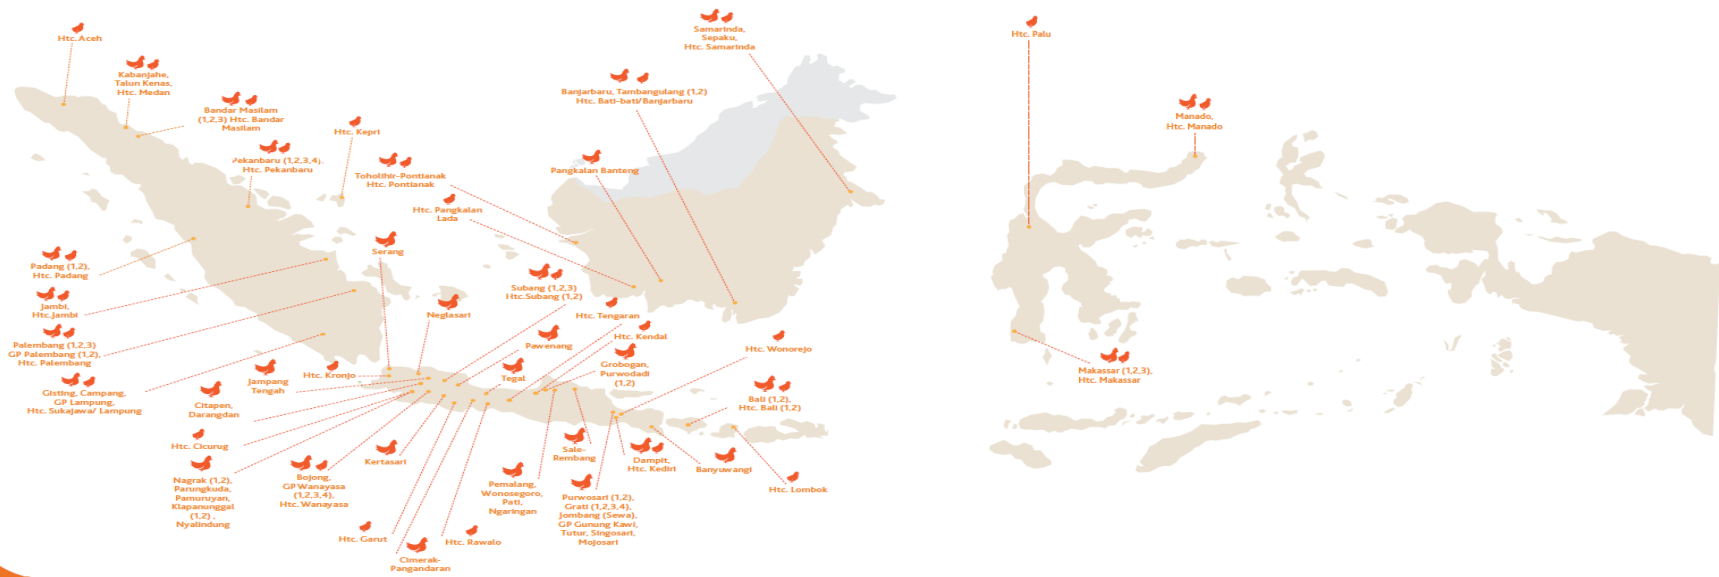 Htc. Aceh
Kabanjahe,
Talun Kenas,
Htc. Medan
Bandar Masilam
(1,2,3) Htc. Bandar
Masilam
Htc. Kepri
Pekanbaru (1,2,3,4),
Htc. Pekanbaru
Toholihir-Pontianak
Htc. Pontianak
Htc. Pangkalan
Lada
Samarinda,
Sepaku,
Htc. Samarinda
Banjarbaru, Tambangulang (1,2)
Htc. Bati-bati/Banjarbaru
Pangkalan Banteng
Htc. Palu
Manado,
Htc. Manado
Padang (1,2),
Htc. Padang
Jambi,
Htc.Jambi
Palembang (1,2,3)
GP Palembang (1,2),
Htc. Palembang
Gisting, Campang,
GP Lampung,
Htc. Sukajawa/ Lampung
Serang
Neglasari
Subang (1,2,3)
Htc.Subang (1,2)
Htc. Tengaran
Htc. Kendal
Pawenang
Grobogan,
Purwodadi
(1,2)
Htc. Wonorejo
Tegal
Htc. Kronjo
Jampang
Tengah
Citapen,
Darangdan
Htc. Cicurug
Nagrak (1,2),
Parungkuda,
Pamuruyan,
Klapanunggal
(1,2) ,
Nyalindung
Bojong,
GP Wanayasa
(1,2,3,4),
Htc. Wanayasa
Kertasari
Htc. Garut
Cimerak-
Pangandaran
Htc. Rawalo
Pemalang,
Wonosegoro,
Pati,
Ngaringan
Sale-
Rembang
Purwosari (1,2),
Grati (1,2,3,4),
Jombang (Sewa),
GP Gunung Kawi,
Tutur, Singosari,
Mojosari
Dampit,
Htc. Kediri
Banyuwangi
Bali (1,2),
Htc. Bali (1,2)
Htc. Lombok
Makassar (1,2,3),
Htc. Makassar